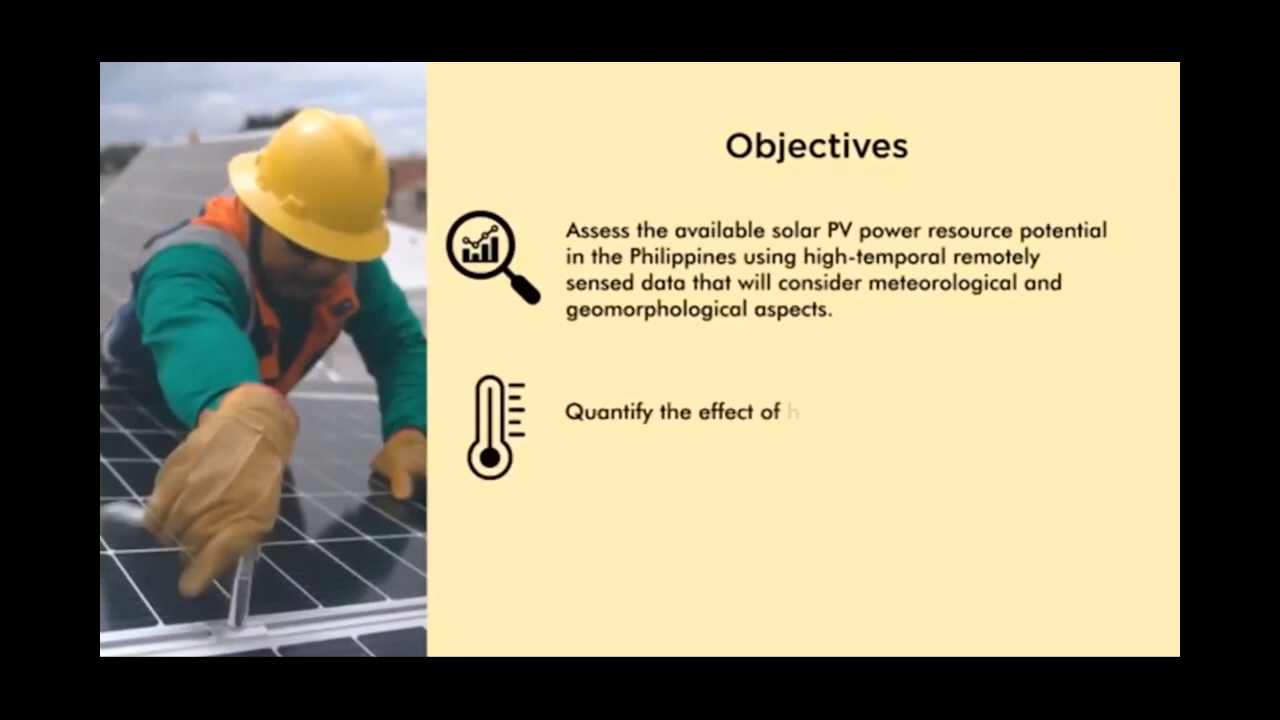 Objectives
Assess the available solar PV power resource potential
in the Philippines using high-temporal remotely
sensed data that will consider meteorological and
geomorphological aspects.
Quantify the effect of h